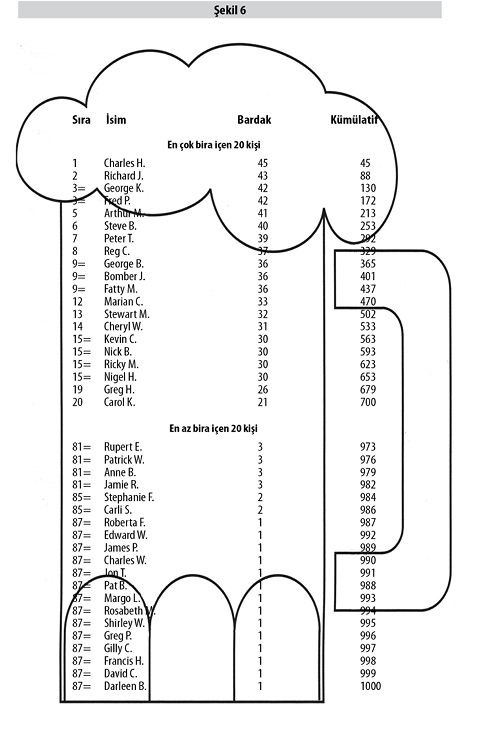 Şekil 6
Sıra İsim Bardak Kümülatif
En çok bira içen 20 kişi
1 Charles H. 45 45
2 Richard J. 43 88
3= George K. 42 130
3= Fred P. 42 172
5 Arthur M. 41 213
6 Steve B. 40 253
7 Peter T. 39 292
8 Reg C. 37 329
9= George B. 36 365
9= Bomber J. 36 401
9= Fatty M. 36 437
12 Marian C. 33 470
13 Stewart M. 32 502
14 Cheryl W. 31 533
15= Kevin C. 30 563
15= Nick B. 30 593
15= Ricky M. 30 623
15= Nigel H. 30 653
19 Greg H. 26 679
20 Carol K. 21 700
En az bira içen 20 kişi
81= Rupert E. 3 973
81= Patrick W. 3 976
81= Anne B. 3 979
81= Jamie R. 3 982
85= Stephanie F. 2 984
85= Carli S. 2 986
87= Roberta F. 1 987
87= Edward W. 1 992
87= James P. 1 989
87= Charles W. 1 990
87= Jon T. 1 991
87= Pat B. 1 988
87= Margo L. 1 993
87= Rosabeth M. 1 994
87= Shirley W. 1 995
87= Greg P. 1 996
87= Gilly C. 1 997
87= Francis H. 1 998
87= David C. 1 999
87= Darleen B. 1 1000